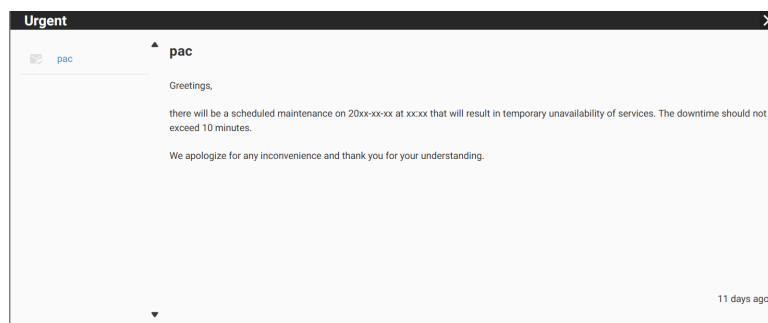 Urgent
pac
pac
Greetings,
there will be a scheduled maintenance on 20xx-xx-xx at xx:xx that will result in temporary unavailability of services. The downtime should not
exceed 10 minutes.
We apologize for any inconvenience and thank you for your understanding.
11 days ago